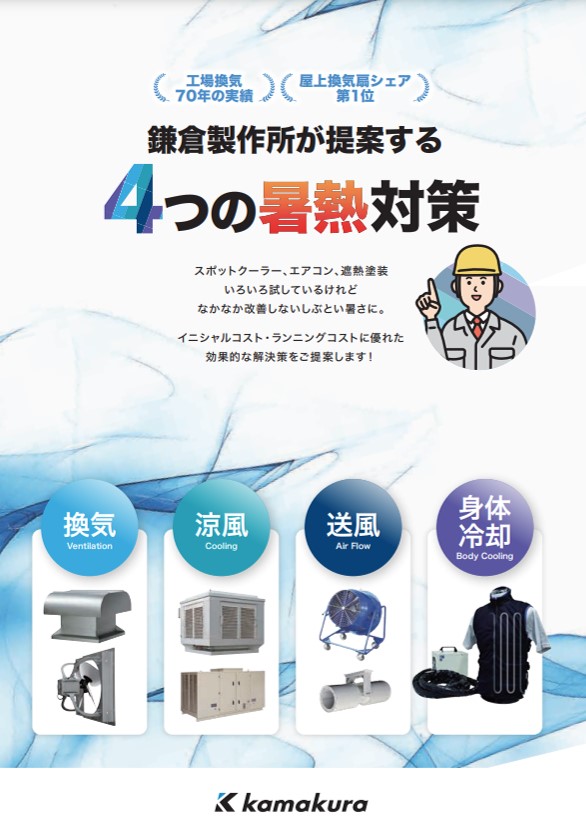 工場換気
70年の実績
屋上換気扇シェア
第1位
鎌倉製作所が提案する
4つの暑熱対策
スポットクーラー、エアコン、遮熱塗装
いろいろ試しているけれど
なかなか改善しないしぶとい暑さに。
イニシャルコスト・ランニングコストに優れた
効果的な解決策をご提案します！
換気
Ventilation
涼風
Cooling
送風
Air Flow
身体
冷却
Body Cooling
kamakura